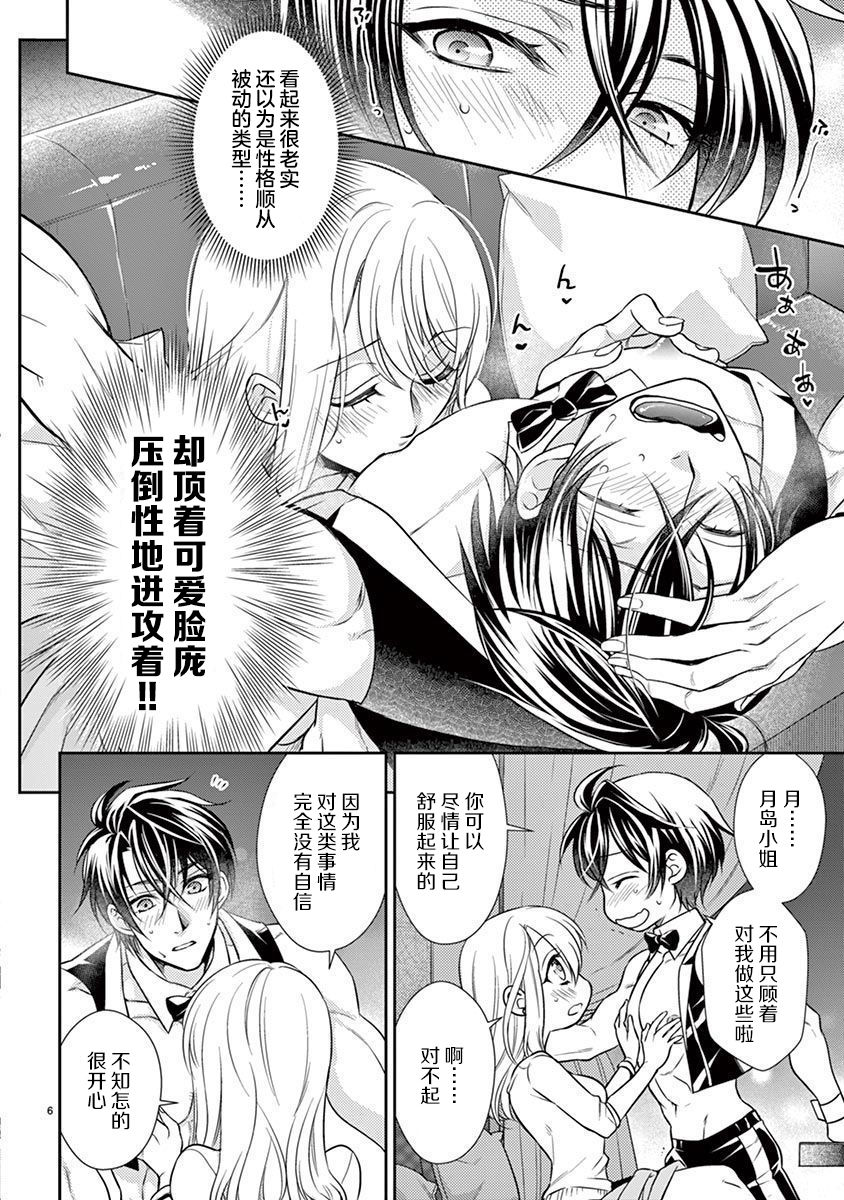 看起来很老实
还以为是性格顺从
被动的类型……
あぁぉ
あぁぁ
ん
ん
んっ
却顶着可爱脸庞
压倒性地进攻着!!
月……
月岛小姐
不用只顾着
对我做这些啦
你可以
尽情让自己
舒服起来的
啊……
对不起
因为我
对这类事情
完全没有自信
不知怎的
很开心
6